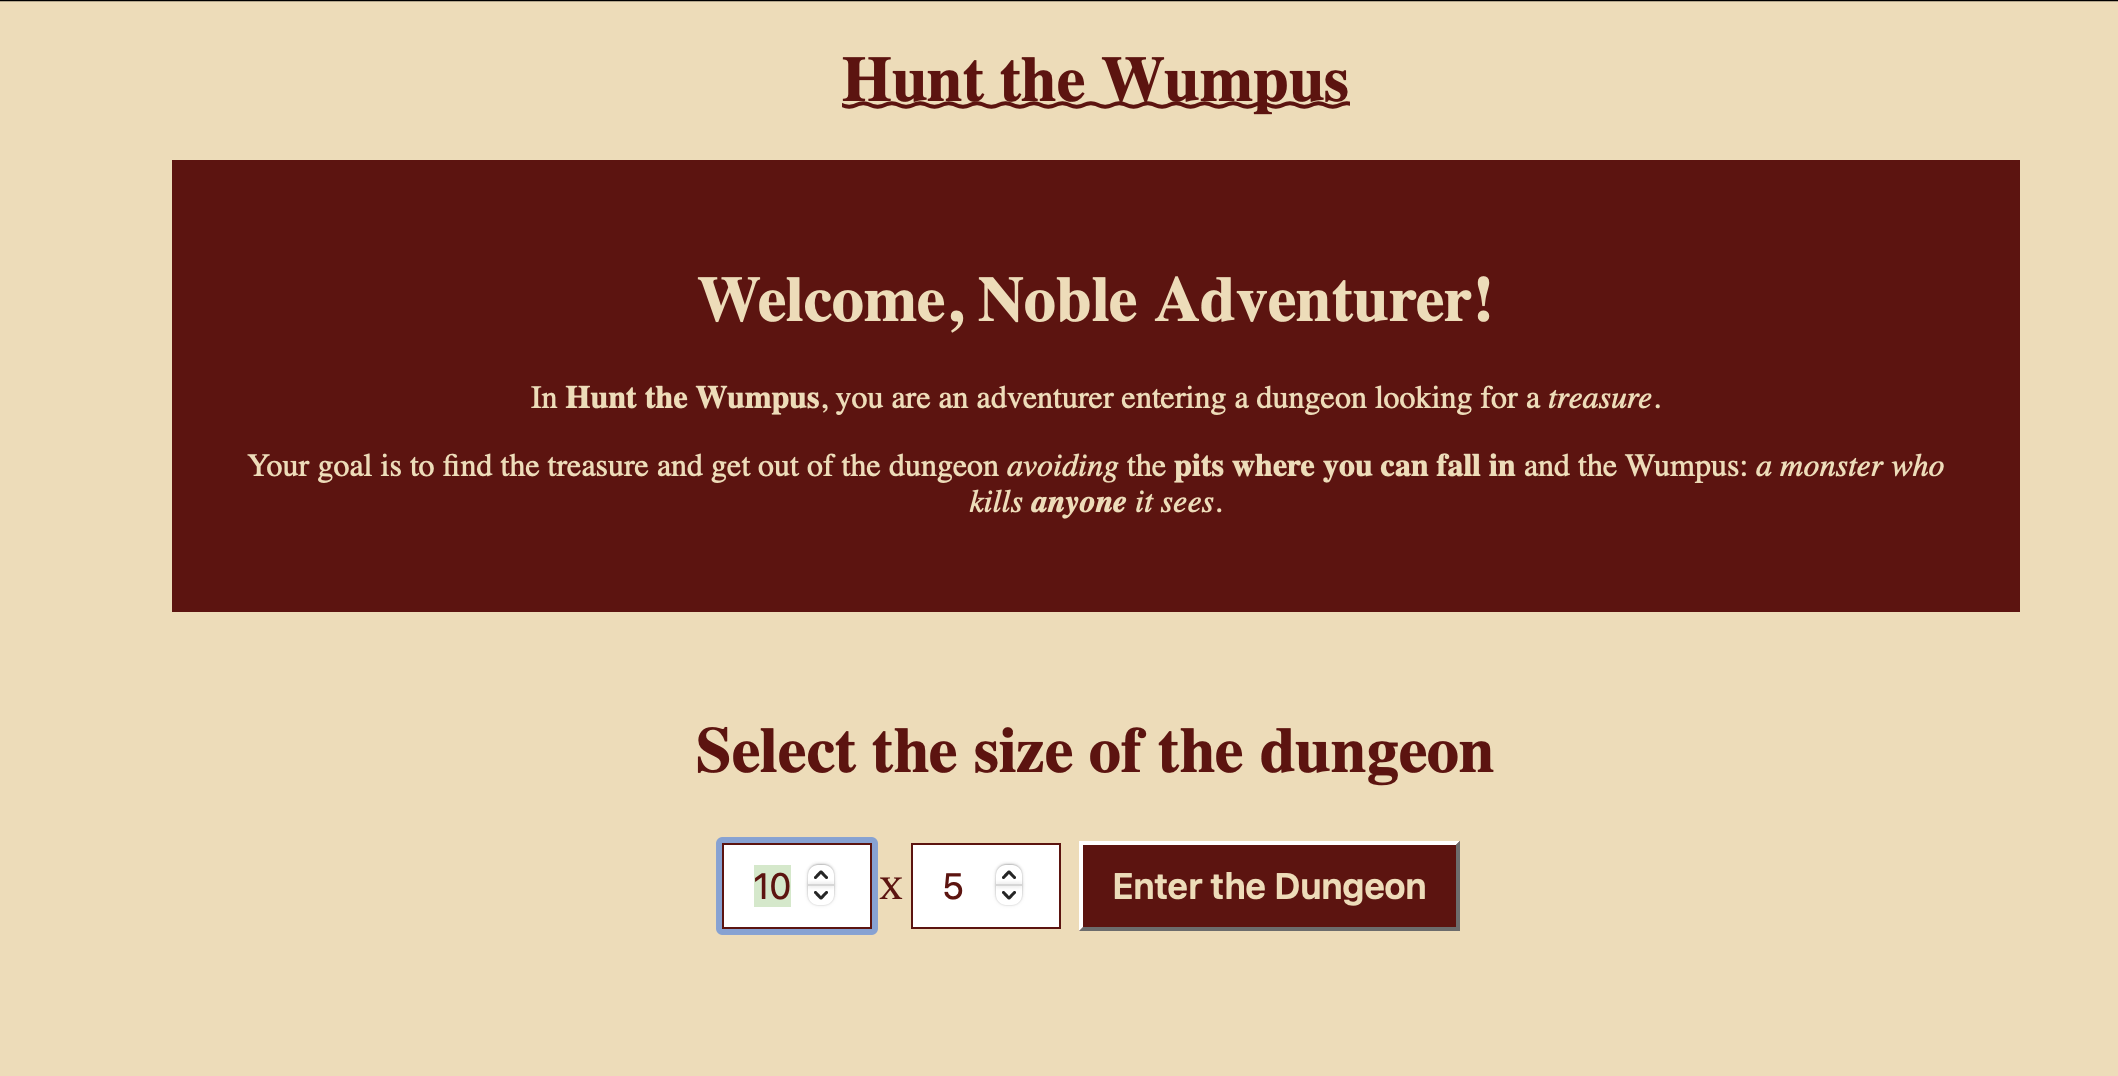 Hunt the Wumpus
Welcome, Noble Adventurer!
In Hunt the Wumpus, you are an adventurer entering a dungeon looking for a treasure.
Your goal is to find the treasure and get out of the dungeon avoiding the pits where you can fall in and the Wumpus: a monster who
kills anyone it sees.
Select the size of the dungeon
10 x 5 Enter the Dungeon